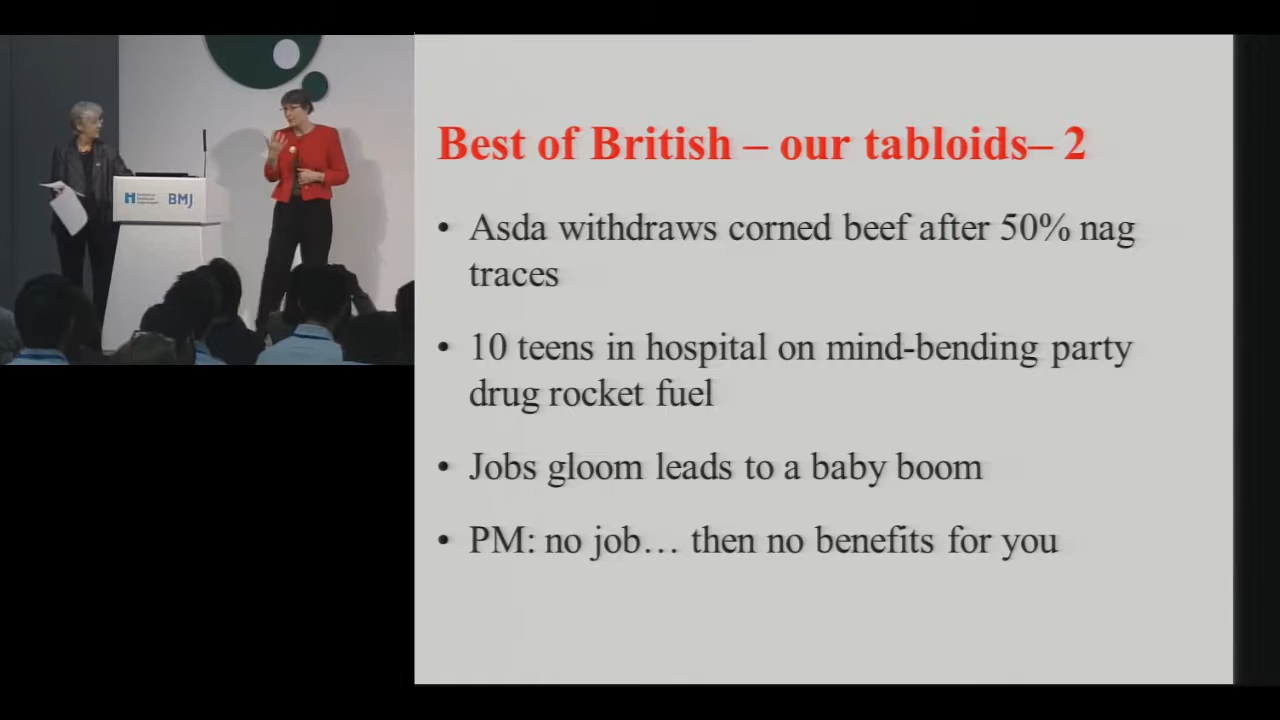 BMJ
Best of British – our tabloids– 2
• Asda withdraws corned beef after 50% nag
traces
• 10 teens in hospital on mind-bending party
drug rocket fuel
• Jobs gloom leads to a baby boom
• PM: no job… then no benefits for you